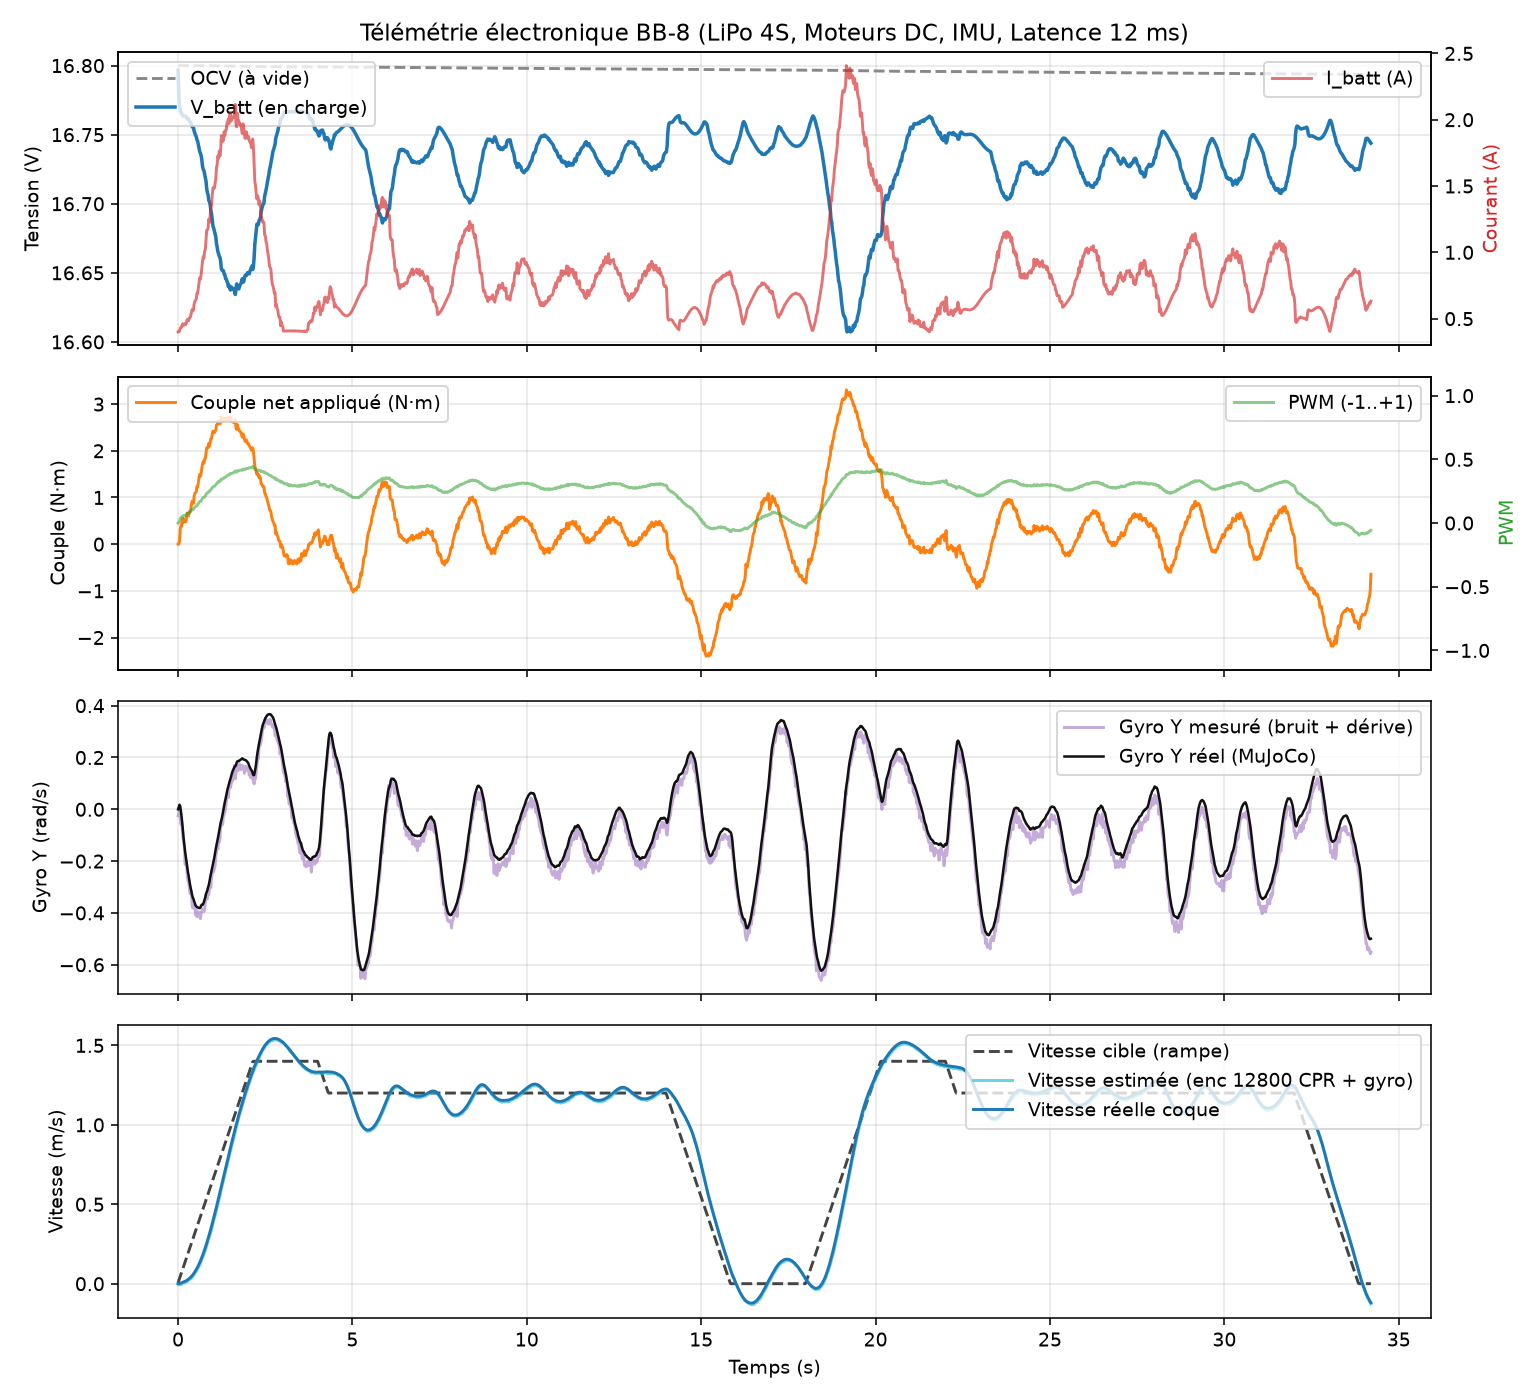 Télémétrie électronique BB-8 (LiPo 4S, Moteurs DC, IMU, Latence 12 ms)
OCV (à vide)
V_batt (en charge)
I_batt (A)
16.80
16.75
16.70
16.65
16.60
Tension (V)
2.5
2.0
1.5
1.0
0.5
Courant (A)
Couple net appliqué (N·m)
PWM (-1..+1)
3
2
1
0
−1
−2
Couple (N·m)
1.0
0.5
0.0
−0.5
−1.0
PWM
Gyro Y mesuré (bruit + dérive)
Gyro Y réel (MuJoCo)
0.4
0.2
0.0
−0.2
−0.4
−0.6
Gyro Y (rad/s)
Vitesse cible (rampe)
Vitesse estimée (enc 12800 CPR + gyro)
Vitesse réelle coque
1.5
1.0
0.5
0.0
Vitesse (m/s)
0 5 10 15 20 25 30 35
Temps (s)